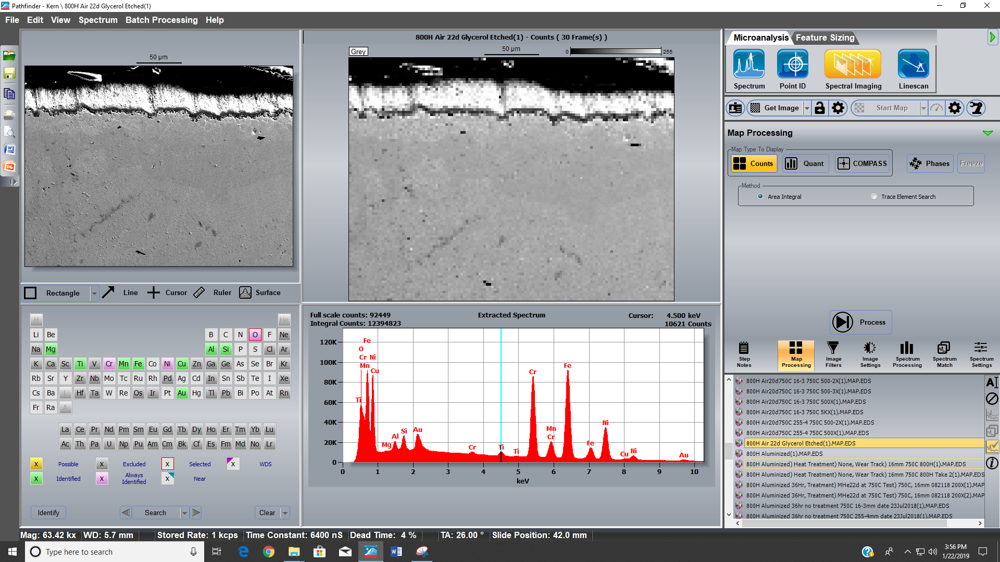 Pathfinder - Kern \ 800H Air 22d Glycerol Etched(1)
File Edit View Spectrum Batch Processing Help
50 µm
800H Air 22d Glycerol Etched(1) - Counts ( 30 Frame(s) )
Grey
50 µm
0 255
Rectangle Line Cursor Ruler Surface
H He
Li Be B C N O F Ne
Na Mg Al Si P S Cl Ar
K Ca Sc Ti V Cr Mn Fe Co Ni Cu Zn Ga Ge As Se Br Kr
Rb Sr Y Zr Nb Mo Tc Ru Rh Pd Ag Cd In Sn Sb Te I Xe
Cs Ba L Hf Ta W Re Os Ir Pt Au Hg Tl Pb Bi Po At Rn
Fr Ra A
La Ce Pr Nd Pm Sm Eu Gd Tb Dy Ho Er Tm Yb Lu
Ac Th Pa U Np Pu Am Cm Bk Cf Es Fm Md No Lr
x Possible x Excluded x Selected x WDS
x Identified x Always Identified x Near
Identify Search Clear
Full scale counts: 92449 Extracted Spectrum Cursor: 4.500 keV
Integral Counts: 12394823 10621 Counts
120K
100K
80K
60K
40K
20K
0
Fe
O
Cr Ni
Mn Cu
Ti
Mg Al Si Au
Cr Ti Ti
Cr
Mn
Cr
Fe
Fe
Ni
Cu Ni
Au
0 1 2 3 4 5 6 7 8 9 10
keV
Microanalysis Feature Sizing
Spectrum Point ID Spectral Imaging Linescan
Get Image Start Map
Map Processing
Map Type To Display
Counts Quant COMPASS Phases Freeze
Method
Area Integral Trace Element Search
Process
Step Notes
Map Processing
Image Filters
Image Settings
Spectrum Processing
Spectrum Match
Spectrum Settings
800H Air20d750C 16-3 750C 500-2X(1).MAP.EDS
800H Air20d750C 16-3 750C 500-3X(1).MAP.EDS
800H Air20d750C 16-3 750C 500X(1).MAP.EDS
800H Air20d750C 16-3 750C 5KX(1).MAP.EDS
800H Air20d750C 255-4 750C 500-2X(1).MAP.EDS
800H Air20d750C 255-4 750C 500X(1).MAP.EDS
800H Air 22d Glycerol Etched(1).MAP.EDS
800H Aluminized(1).MAP.EDS
800H Aluminized) Heat Treatment) None, Wear Track) 16mm 750C 800H(1).MAP.EDS
800H Aluminized) Heat Treatment) None, Wear Track) 16mm 750C 800H Take 2(1).MAP.EDS
800H Aluminized 36Hr, Treatment) MHe22d at 750C Test) 750C, 16mm 082118 200X(1).MAP
800H Aluminized 36Hr, Treatment) MHe22d at 750C Test) 750C, 16mm 082118 200X(2).MAP
800H Aluminized 36hr no treatment 750C 16-3mm date 23Jul2018(1).MAP.EDS
800H Aluminized 36hr no treatment 750C 255-4mm date 23Jul2018(1).MAP.EDS
Mag: 63.42 kx WD: 5.7 mm Stored Rate: 1 kcps Time Constant: 6400 nS Dead Time: 4 % TA: 26.00 ° Slide Position: 42.0 mm
Type here to search
3:56 PM
1/22/2019